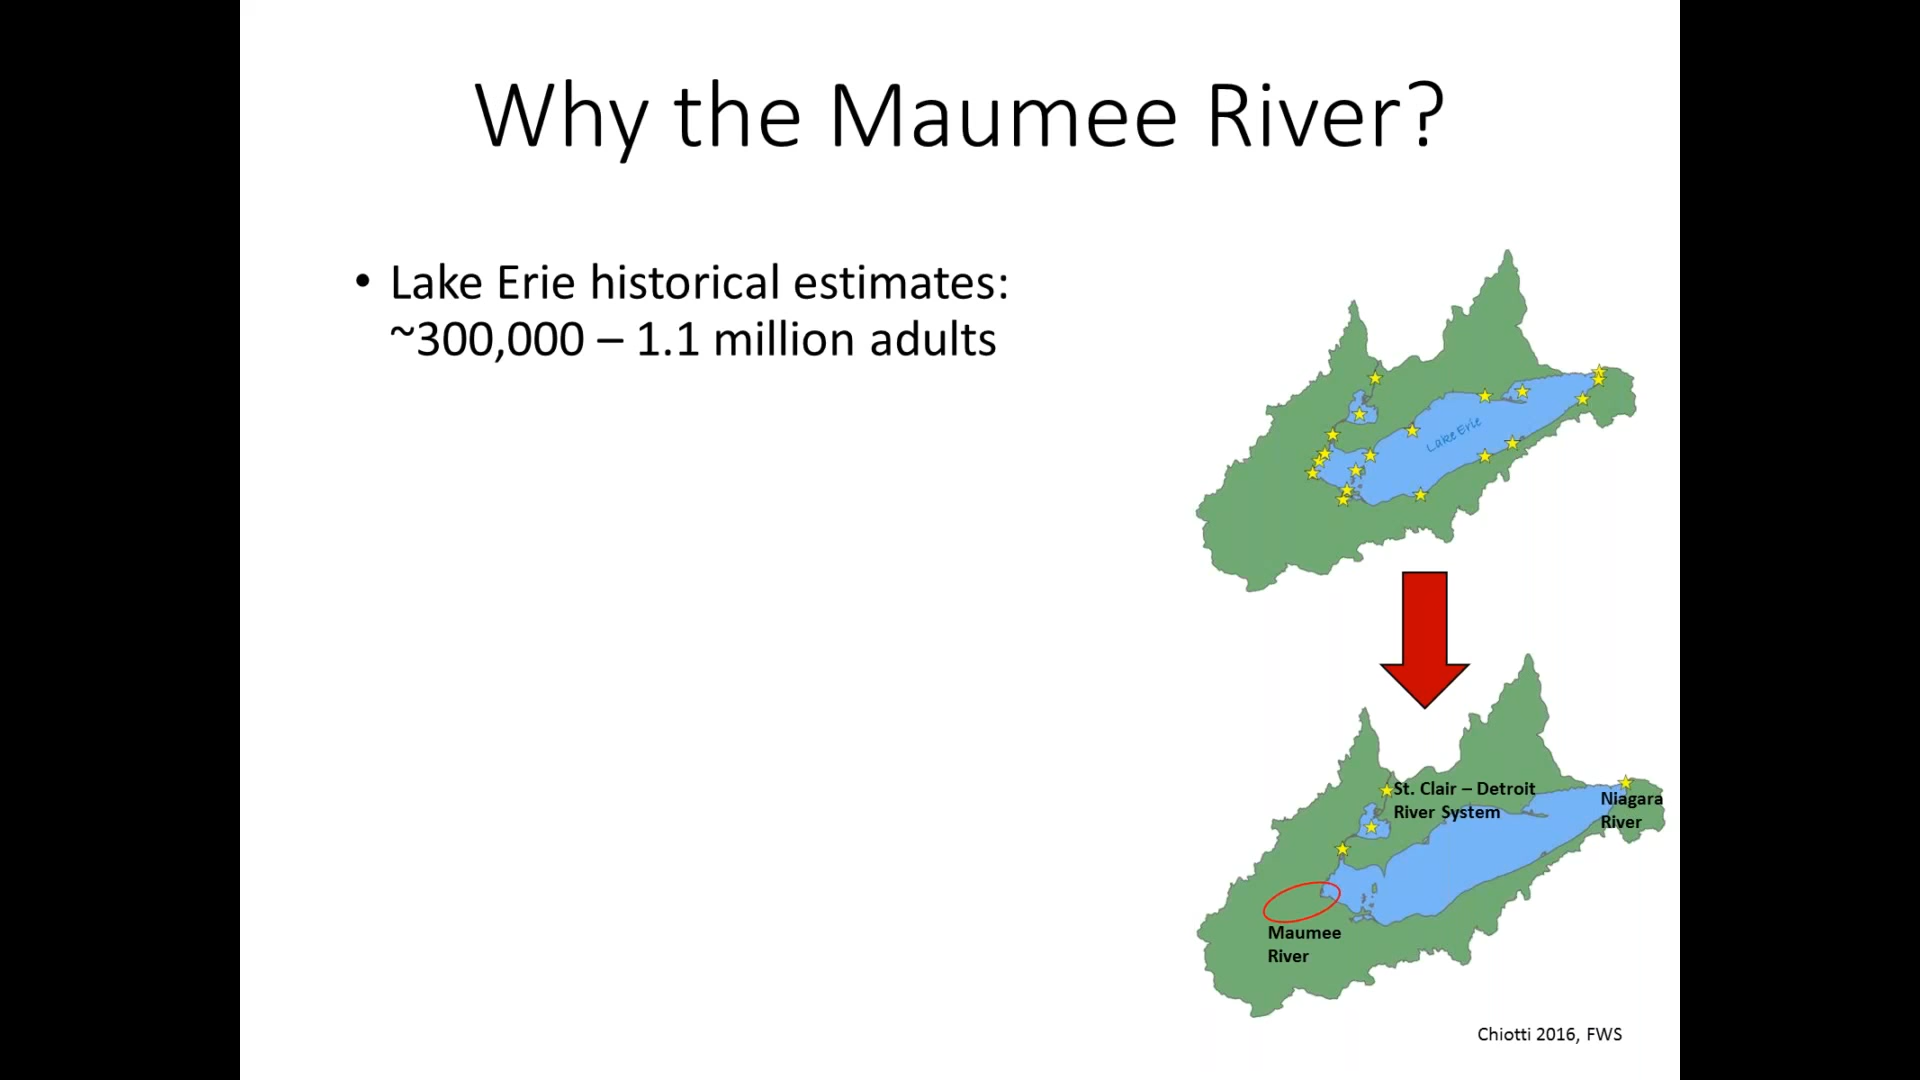 Why the Maumee River?
• Lake Erie historical estimates:
~300,000 – 1.1 million adults
Lake Erie
St. Clair – Detroit
River System
Niagara
River
Maumee
River
Chiotti 2016, FWS